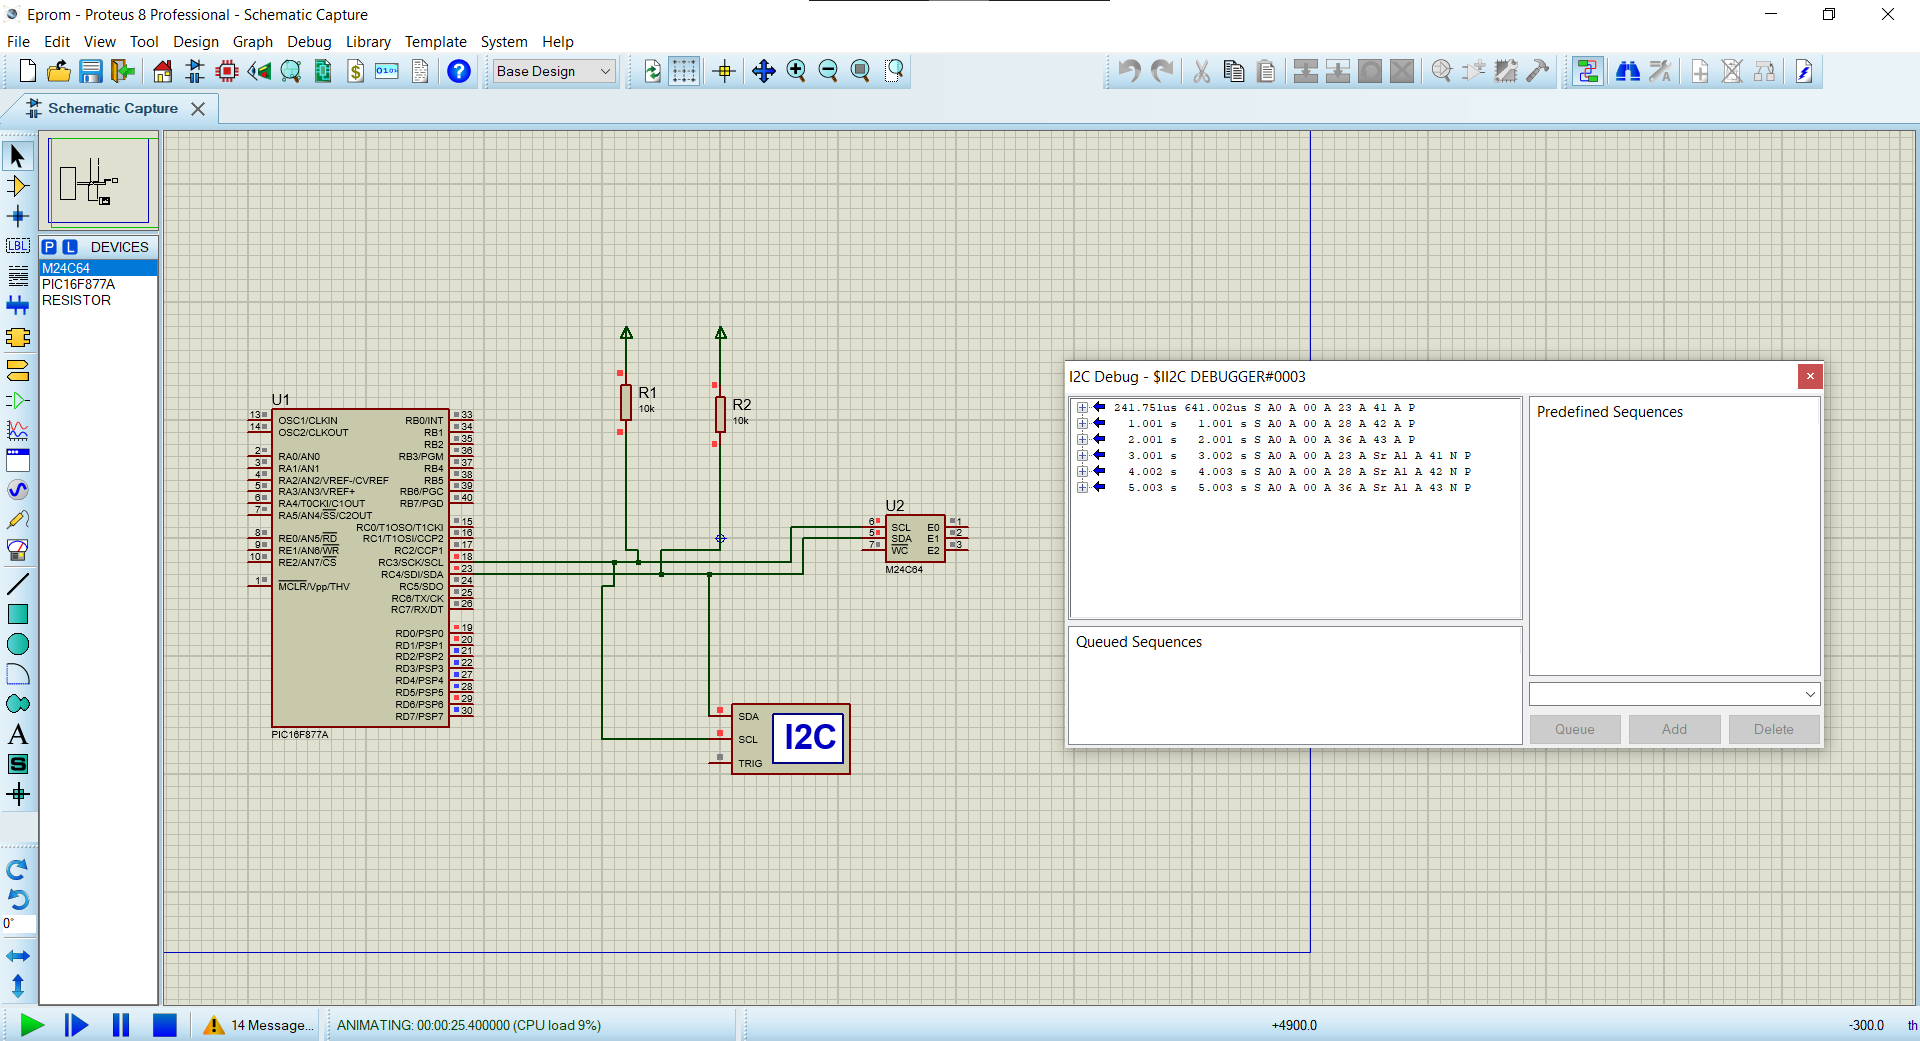 Eprom - Proteus 8 Professional - Schematic Capture
File Edit View Tool Design Graph Debug Library Template System Help
Base Design
Schematic Capture
P L DEVICES
M24C64
PIC16F877A
RESISTOR
LBL
A
S
0°
R1
10k
R2
10k
U1
13 OSC1/CLKIN
14 OSC2/CLKOUT
2 RA0/AN0
3 RA1/AN1
4 RA2/AN2/VREF-/CVREF
5 RA3/AN3/VREF+
6 RA4/T0CKI/C1OUT
7 RA5/AN4/SS/C2OUT
8 RE0/AN5/RD
9 RE1/AN6/WR
10 RE2/AN7/CS
1 MCLR/Vpp/THV
RB0/INT 33
RB1 34
RB2 35
RB3/PGM 36
RB4 37
RB5 38
RB6/PGC 39
RB7/PGD 40
RC0/T1OSO/T1CKI 15
RC1/T1OSI/CCP2 16
RC2/CCP1 17
RC3/SCK/SCL 18
RC4/SDI/SDA 23
RC5/SDO 24
RC6/TX/CK 25
RC7/RX/DT 26
RD0/PSP0 19
RD1/PSP1 20
RD2/PSP2 21
RD3/PSP3 22
RD4/PSP4 27
RD5/PSP5 28
RD6/PSP6 29
RD7/PSP7 30
PIC16F877A
U2
6 SCL E0 1
5 SDA E1 2
7 WC E2 3
M24C64
SDA
SCL
TRIG
I2C
I2C Debug - $II2C DEBUGGER#0003
241.751us 641.002us S A0 A 00 A 23 A 41 A P
1.001 s 1.001 s S A0 A 00 A 28 A 42 A P
2.001 s 2.001 s S A0 A 00 A 36 A 43 A P
3.001 s 3.002 s S A0 A 00 A 23 A Sr A1 A 41 N P
4.002 s 4.003 s S A0 A 00 A 28 A Sr A1 A 42 N P
5.003 s 5.003 s S A0 A 00 A 36 A Sr A1 A 43 N P
Predefined Sequences
Queued Sequences
Queue Add Delete
14 Message... ANIMATING: 00:00:25.400000 (CPU load 9%) +4900.0 -300.0 th